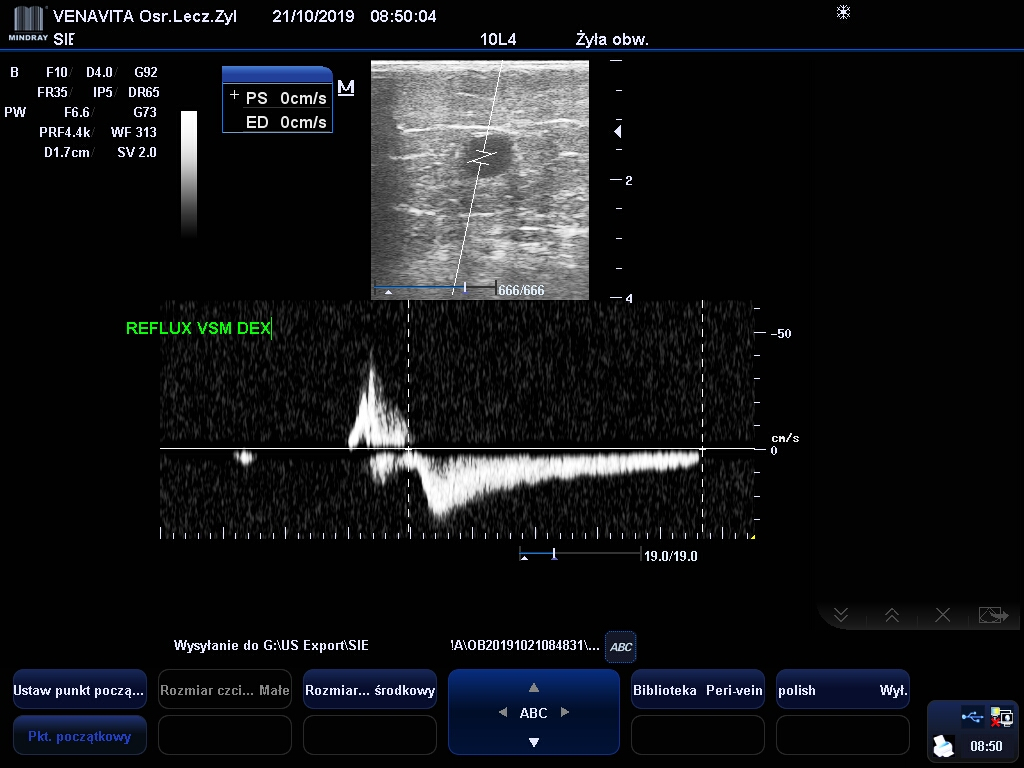 VENAVITA Osr.Lecz.Zyl 21/10/2019 08:50:04
MINDRAY SIE 10L4 Żyła obw.
B F10/ D4.0/ G92
FR35/ IP5/ DR65
PW F6.6/ G73
PRF4.4k/ WF 313
D1.7cm/ SV 2.0
+ PS 0cm/s
ED 0cm/s
M
2
666/666
4
REFLUX VSM DEX
-50
cm/s
0
19.0/19.0
Wysyłanie do G:\US Export\SIE \A\OB20191021084831\... ABC
Ustaw punkt począ... Rozmiar czci... Małe Rozmiar... środkowy ABC Biblioteka Peri-vein polish Wył.
Pkt. początkowy
08:50